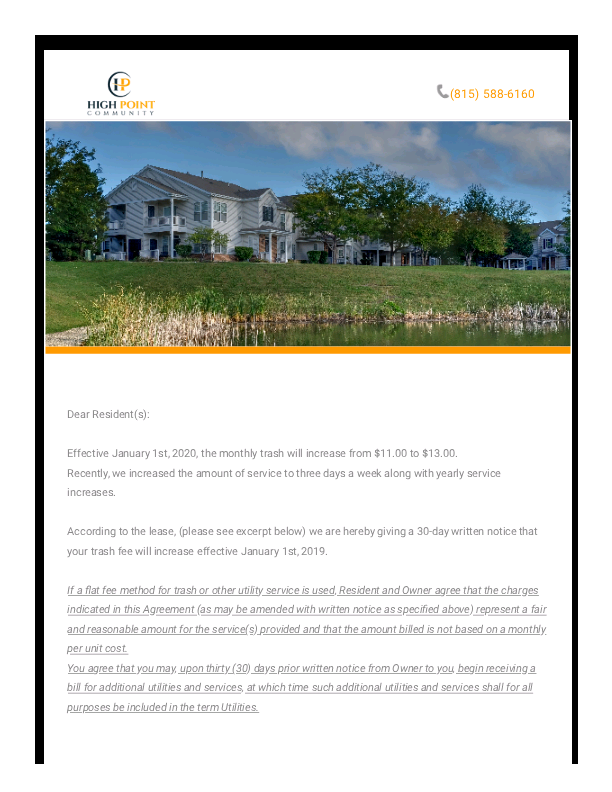 HP
HIGH POINT
COMMUNITY
(815) 588-6160
Dear Resident(s):
Effective January 1st, 2020, the monthly trash will increase from $11.00 to $13.00.
Recently, we increased the amount of service to three days a week along with yearly service
increases.
According to the lease, (please see excerpt below) we are hereby giving a 30-day written notice that
your trash fee will increase effective January 1st, 2019.
If a flat fee method for trash or other utility service is used, Resident and Owner agree that the charges
indicated in this Agreement (as may be amended with written notice as specified above) represent a fair
and reasonable amount for the service(s) provided and that the amount billed is not based on a monthly
per unit cost.
You agree that you may, upon thirty (30) days prior written notice from Owner to you, begin receiving a
bill for additional utilities and services, at which time such additional utilities and services shall for all
purposes be included in the term Utilities.